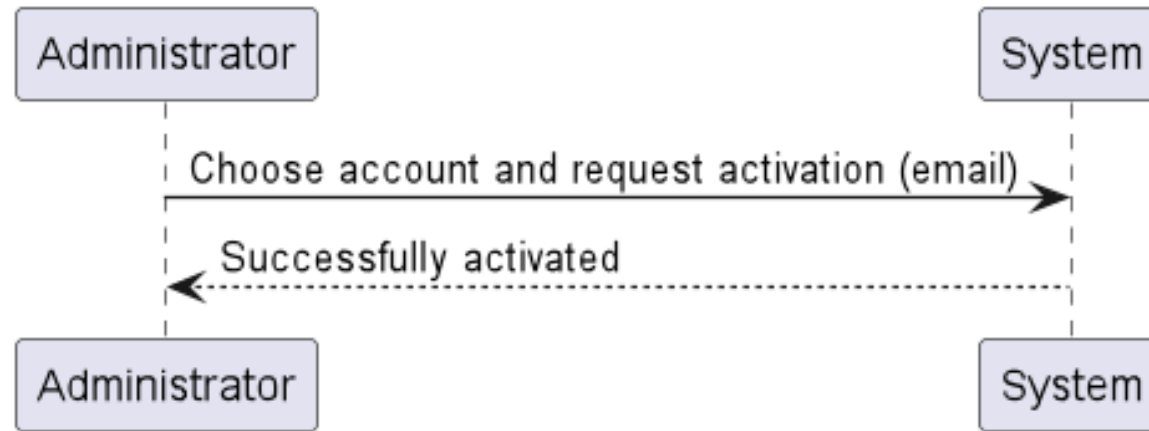 Administrator
System
Choose account and request activation (email)
Successfully activated
Administrator
System